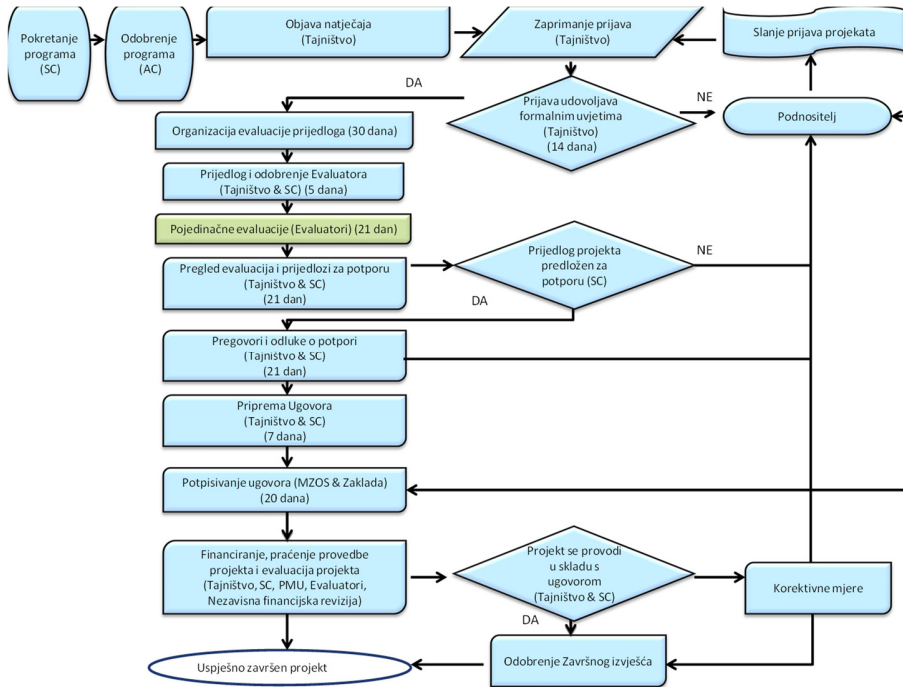 Pokretanje
programa
(SC)
Odobrenje
programa
(AC)
Objava natječaja
(Tajništvo)
Zaprimanje prijava
(Tajništvo)
Slanje prijava projekata
DA
Prijava udovoljava
formalnim uvjetima
(Tajništvo)
(14 dana)
NE
Podnositelj
Organizacija evaluacije prijedloga (30 dana)
Prijedlog i odobrenje Evaluatora
(Tajništvo & SC) (5 dana)
Pojedinačne evaluacije (Evaluatori) (21 dan)
Pregled evaluacija i prijedlozi za potporu
(Tajništvo & SC)
(21 dan)
Prijedlog projekta
predložen za
potporu (SC)
NE
DA
Pregovori i odluke o potpori
(Tajništvo & SC)
(21 dan)
Priprema Ugovora
(Tajništvo & SC)
(7 dana)
Potpisivanje ugovora (MZOS & Zaklada)
(20 dana)
Financiranje, praćenje provedbe
projekta i evaluacija projekta
(Tajništvo, SC, PMU, Evaluatori,
Nezavisna financijska revizija)
Projekt se provodi
u skladu s
ugovorom
(Tajništvo & SC)
Korektivne mjere
DA
Odobrenje Završnog izvješća
Uspješno završen projekt